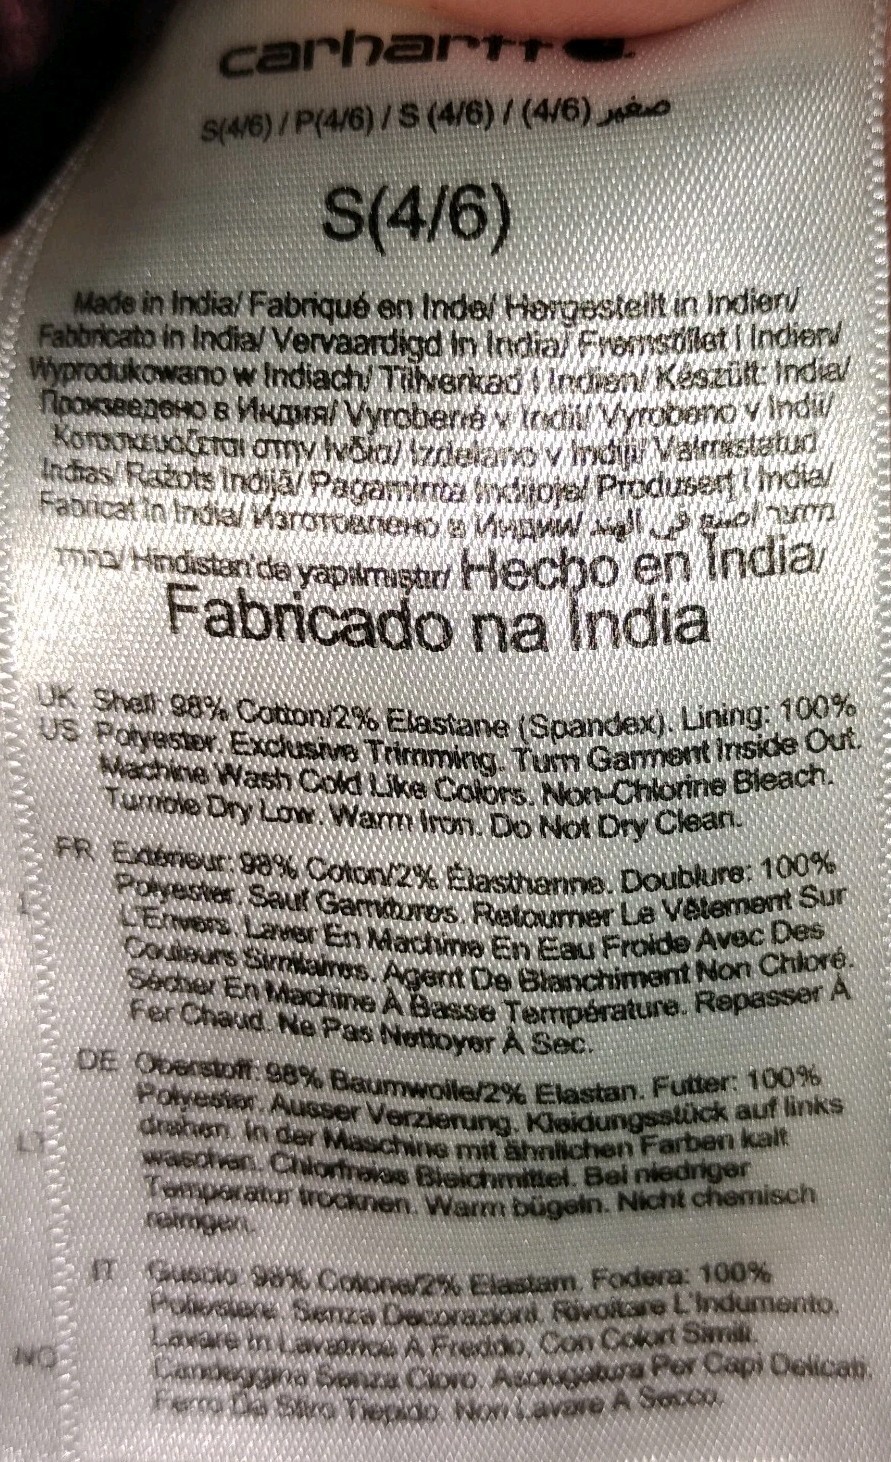 carhartt
S(4/6) / P(4/6) / S (4/6) / (4/6) صغير
S(4/6)
Made in India/ Fabriqué en Inde/ Hergestellt in Indien/
Fabbricato in India/ Vervaardigd In India/ Fremstillet I Indien/
Wyprodukowano w Indiach/ Tillverkad I Indien/ Készült: India/
Произведено в Индия/ Vyrobeno v Indii/ Vyrobeno v Indii/
Κατασκευάζεται στην Ινδία/ Izdelano v Indiji/ Valmistatud
Indias/ Ražots Indijā/ Pagaminta Indijoje/ Produsert I India/
Fabricat în India/ Изготовлено в Индии/ صنع في الهند/
Hindistan'da yapılmıştır/ Hecho en India/
Fabricado na Índia
UK Shell: 98% Cotton/2% Elastane (Spandex). Lining: 100%
US Polyester. Exclusive Trimming. Turn Garment Inside Out.
Machine Wash Cold Like Colors. Non-Chlorine Bleach.
Tumble Dry Low. Warm Iron. Do Not Dry Clean.
FR Extérieur: 98% Coton/2% Élasthanne. Doublure: 100%
Polyester. Sauf Garnitures. Retourner Le Vêtement Sur
L'Envers. Laver En Machine En Eau Froide Avec Des
Couleurs Similaires. Agent De Blanchiment Non Chloré.
Sécher En Machine À Basse Température. Repasser À
Fer Chaud. Ne Pas Nettoyer À Sec.
DE Oberstoff: 98% Baumwolle/2% Elastan. Futter: 100%
Polyester. Ausser Verzierung. Kleidungsstück auf links
drehen. In der Maschine mit ähnlichen Farben kalt
waschen. Chlorfreies Bleichmittel. Bei niedriger
Temperatur trocknen. Warm bügeln. Nicht chemisch
reinigen.
IT Guscio: 98% Cotone/2% Elastam. Fodera: 100%
Poliestere. Senza Decorazioni. Rivoltare L'Indumento.
Lavare In Lavatrice A Freddo, Con Colori Simili.
Candeggina Senza Cloro. Asciugatura Per Capi Delicati.
Ferro Da Stiro Tiepido. Non Lavare A Secco.
LT
NO